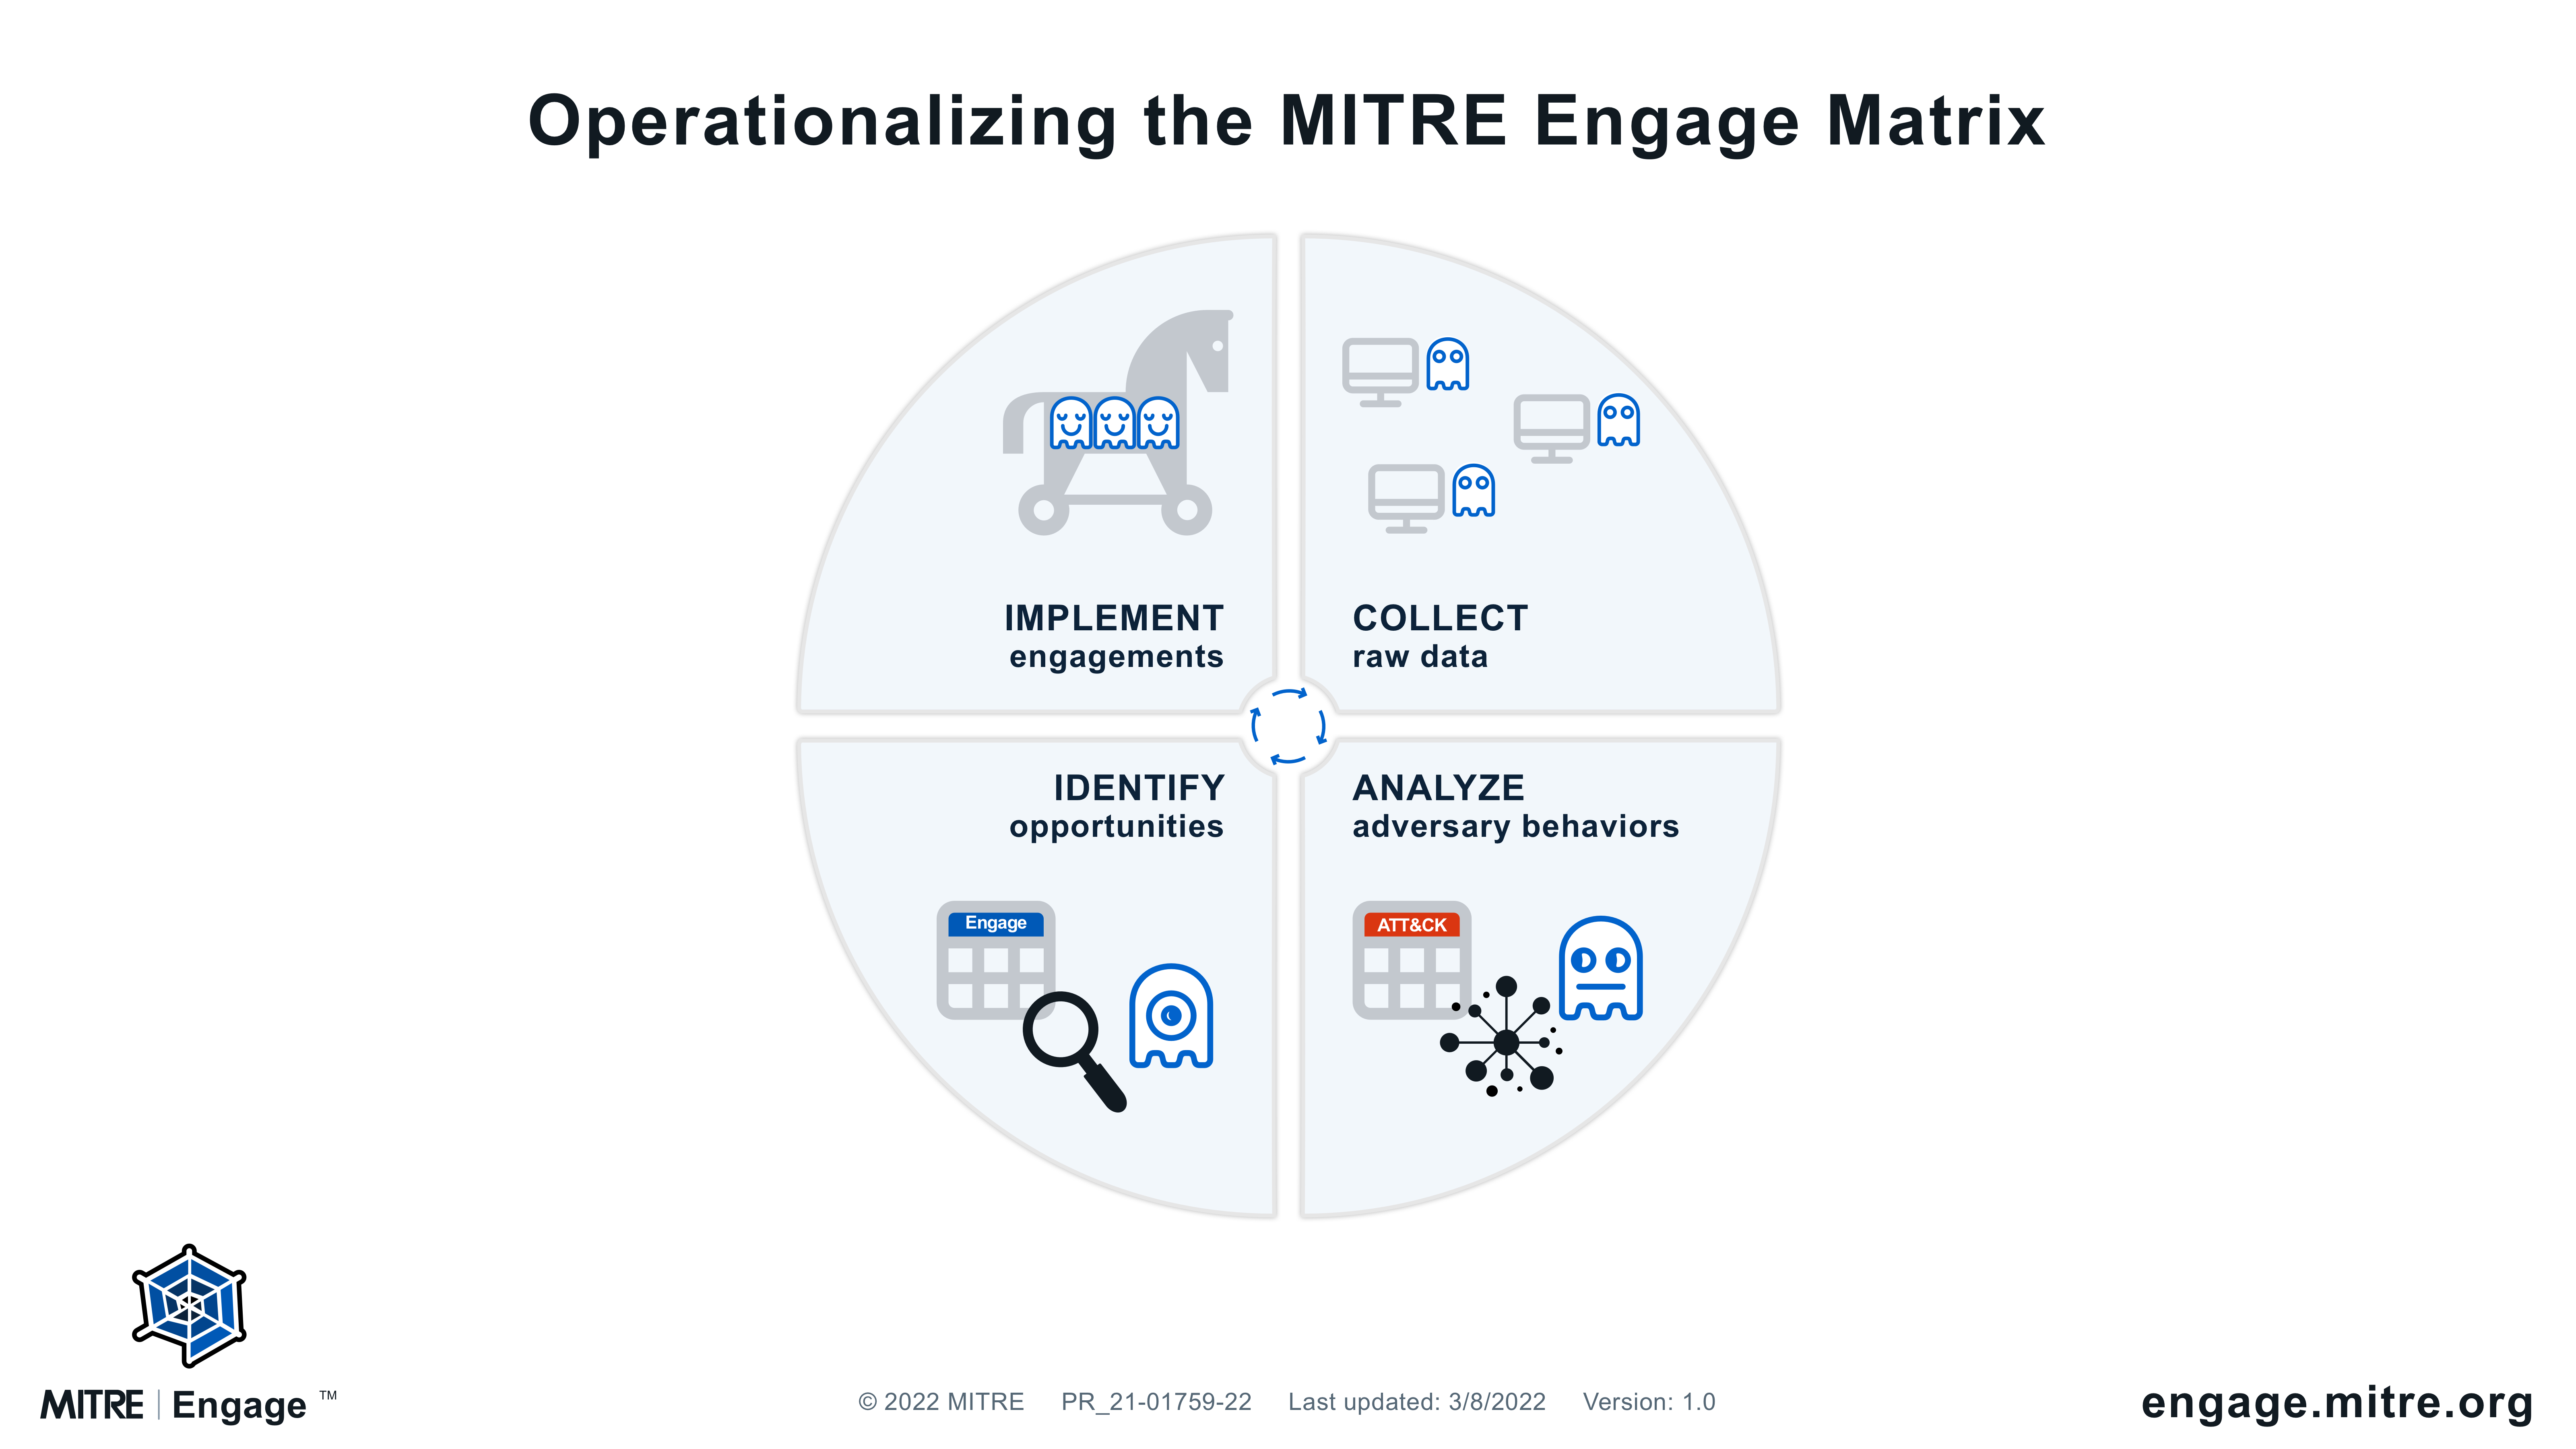 Operationalizing the MITRE Engage Matrix
IMPLEMENT
engagements
COLLECT
raw data
IDENTIFY
opportunities
ANALYZE
adversary behaviors
Engage
ATT&CK
MITRE | Engage ™
© 2022 MITRE PR_21-01759-22 Last updated: 3/8/2022 Version: 1.0
engage.mitre.org